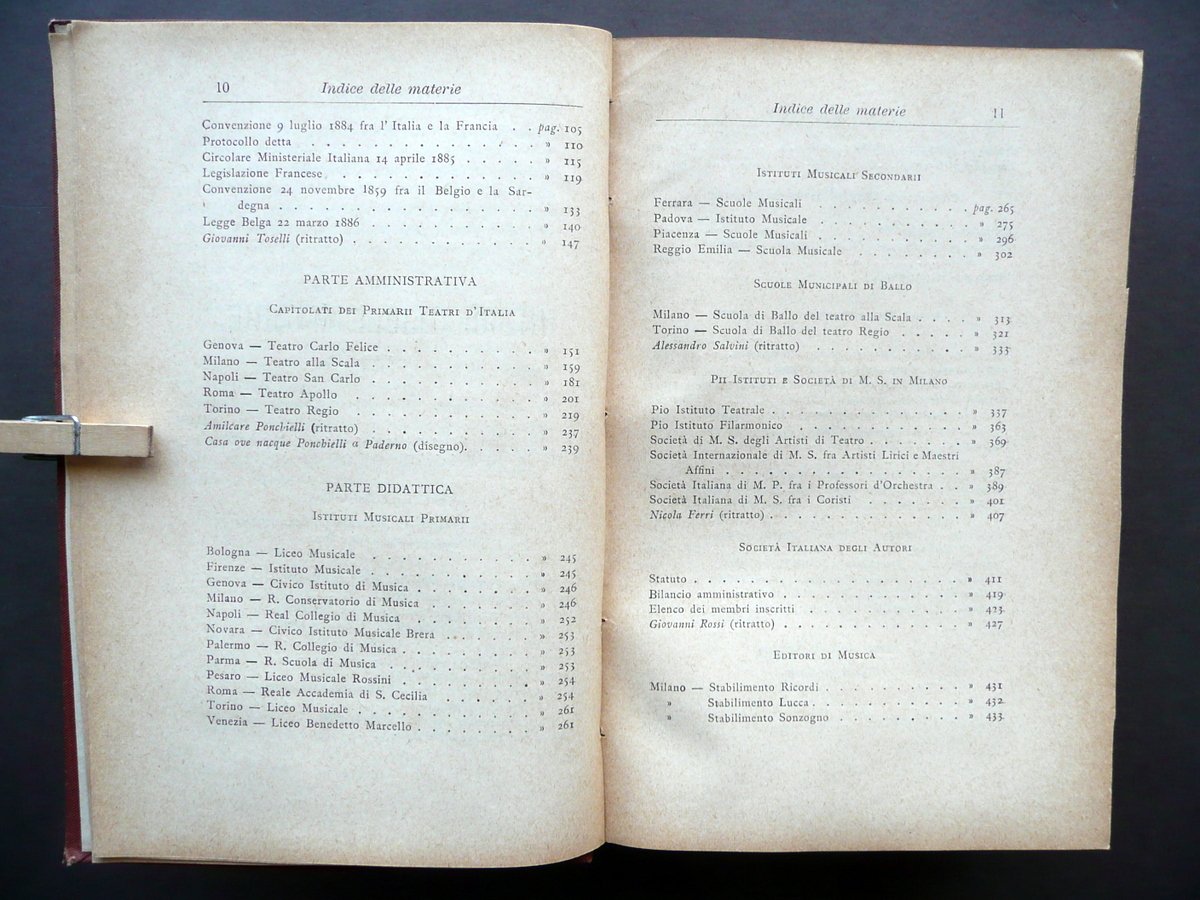 10 Indice delle materie
Convenzione 9 luglio 1884 fra l' Italia e la Francia . . pag. 105
Protocollo detta . . . . . . . . . . . . » 110
Circolare Ministeriale Italiana 14 aprile 1885 . . . . . » 115
Legislazione Francese . . . . . . . . . . . » 119
Convenzione 24 novembre 1859 fra il Belgio e la Sar-
degna . . . . . . . . . . . . . . » 133
Legge Belga 22 marzo 1886 . . . . . . . . . » 140
Giovanni Toselli (ritratto) . . . . . . . . . . » 147
PARTE AMMINISTRATIVA
Capitolati dei Primarii Teatri d'Italia
Genova — Teatro Carlo Felice . . . . . . . . » 151
Milano — Teatro alla Scala . . . . . . . . . » 159
Napoli — Teatro San Carlo . . . . . . . . . » 181
Roma — Teatro Apollo . . . . . . . . . . » 201
Torino — Teatro Regio . . . . . . . . . . » 219
Amilcare Ponchielli (ritratto) . . . . . . . . . » 237
Casa ove nacque Ponchielli a Paderno (disegno). . . . . » 239
PARTE DIDATTICA
Istituti Musicali Primarii
Bologna — Liceo Musicale . . . . . . . . . » 245
Firenze — Istituto Musicale . . . . . . . . . » 245
Genova — Civico Istituto di Musica . . . . . . . » 246
Milano — R. Conservatorio di Musica . . . . . . » 246
Napoli — Real Collegio di Musica . . . . . . . » 252
Novara — Civico Istituto Musicale Brera . . . . . » 253
Palermo — R. Collegio di Musica . . . . . . . . » 253
Parma — R. Scuola di Musica . . . . . . . . » 253
Pesaro — Liceo Musicale Rossini . . . . . . . . » 254
Roma — Reale Accademia di S. Cecilia . . . . . . » 254
Torino — Liceo Musicale . . . . . . . . . . » 261
Venezia — Liceo Benedetto Marcello . . . . . . . » 261
Indice delle materie 11
Istituti Musicali Secondarii
Ferrara — Scuole Musicali . . . . . . . . . pag. 265
Padova — Istituto Musicale . . . . . . . . . » 275
Piacenza — Scuole Musicali . . . . . . . . . » 296
Reggio Emilia — Scuola Musicale . . . . . . . » 302
Scuole Municipali di Ballo
Milano — Scuola di Ballo del teatro alla Scala . . . . » 313
Torino — Scuola di Ballo del teatro Regio . . . . . » 321
Alessandro Salvini (ritratto) . . . . . . . . . » 333
Pii Istituti e Società di M. S. in Milano
Pio Istituto Teatrale . . . . . . . . . . . . » 337
Pio Istituto Filarmonico . . . . . . . . . . » 363
Società di M. S. degli Artisti di Teatro . . . . . . . » 369
Società Internazionale di M. S. fra Artisti Lirici e Maestri
Affini . . . . . . . . . . . . . . » 387
Società Italiana di M. P. fra i Professori d'Orchestra . . » 389
Società Italiana di M. S. fra i Coristi . . . . . . . » 401
Nicola Ferri (ritratto) . . . . . . . . . . . . » 407
Società Italiana degli Autori
Statuto . . . . . . . . . . . . . . . . » 411
Bilancio amministrativo . . . . . . . . . . . » 419
Elenco dei membri inscritti . . . . . . . . . . » 423
Giovanni Rossi (ritratto) . . . . . . . . . . . » 427
Editori di Musica
Milano — Stabilimento Ricordi . . . . . . . . . » 431
» Stabilimento Lucca . . . . . . . . . . » 432
» Stabilimento Sonzogno . . . . . . . . » 433